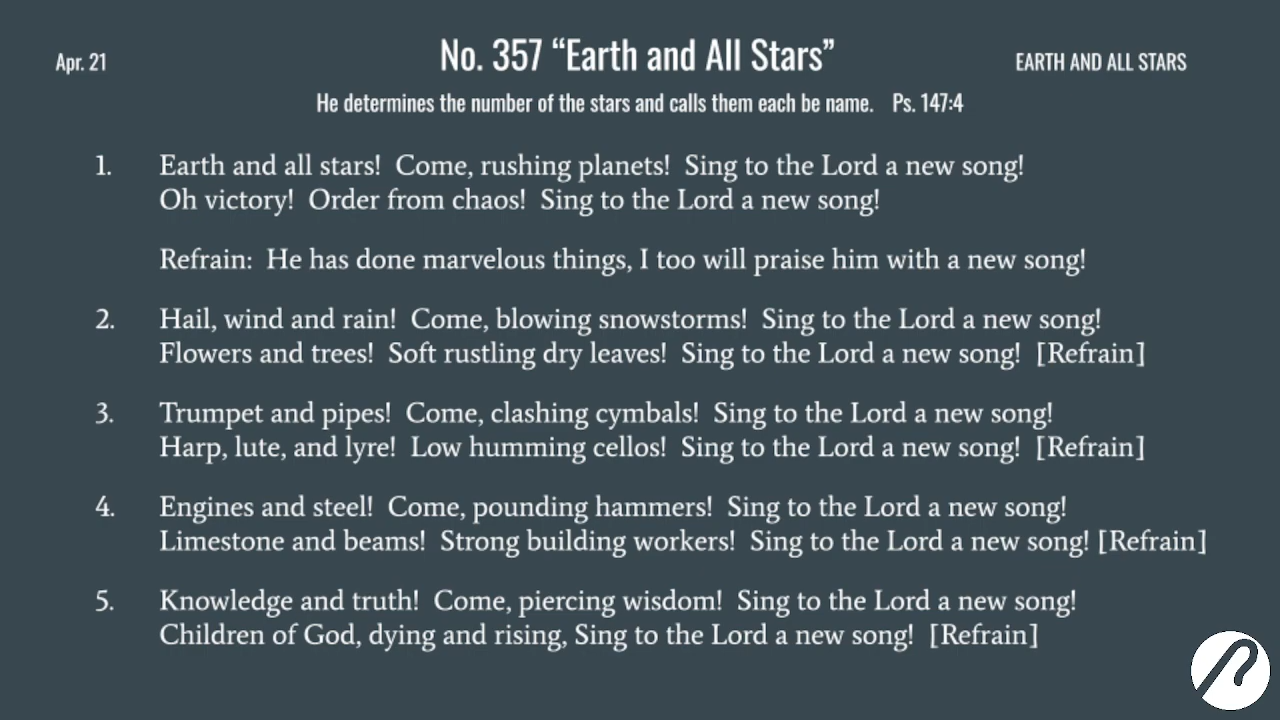 Apr. 21
No. 357 “Earth and All Stars”
EARTH AND ALL STARS
He determines the number of the stars and calls them each be name. Ps. 147:4
1. Earth and all stars! Come, rushing planets! Sing to the Lord a new song!
Oh victory! Order from chaos! Sing to the Lord a new song!
Refrain: He has done marvelous things, I too will praise him with a new song!
2. Hail, wind and rain! Come, blowing snowstorms! Sing to the Lord a new song!
Flowers and trees! Soft rustling dry leaves! Sing to the Lord a new song! [Refrain]
3. Trumpet and pipes! Come, clashing cymbals! Sing to the Lord a new song!
Harp, lute, and lyre! Low humming cellos! Sing to the Lord a new song! [Refrain]
4. Engines and steel! Come, pounding hammers! Sing to the Lord a new song!
Limestone and beams! Strong building workers! Sing to the Lord a new song! [Refrain]
5. Knowledge and truth! Come, piercing wisdom! Sing to the Lord a new song!
Children of God, dying and rising, Sing to the Lord a new song! [Refrain]